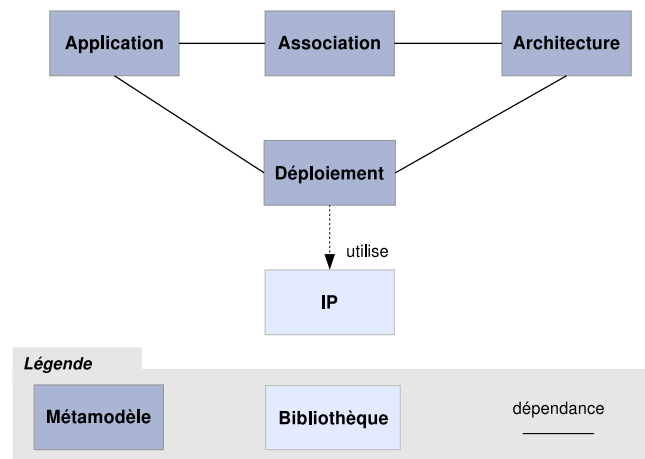 Application
Association
Architecture
Déploiement
utilise
IP
Légende
Métamodèle
Bibliothèque
dépendance